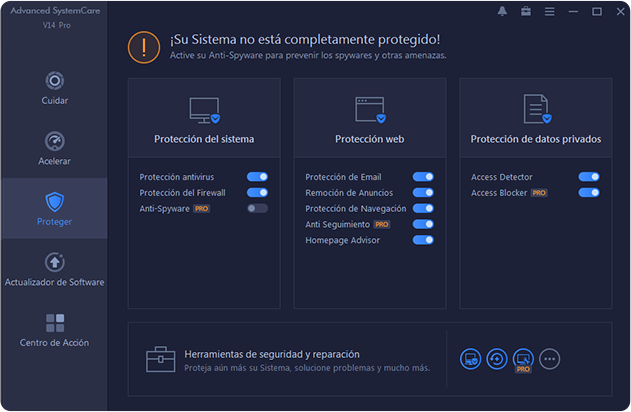 Advanced SystemCare
V14 Pro
¡Su Sistema no está completamente protegido!
Active su Anti-Spyware para prevenir los spywares y otras amenazas.
Cuidar
Acelerar
Proteger
Actualizador de Software
Centro de Acción
Protección del sistema
Protección antivirus
Protección del Firewall
Anti-Spyware PRO
Protección web
Protección de Email
Remoción de Anuncios
Protección de Navegación
Anti Seguimiento PRO
Homepage Advisor
Protección de datos privados
Access Detector
Access Blocker PRO
Herramientas de seguridad y reparación
Proteja aún más su Sistema, solucione problemas y mucho más.
PRO